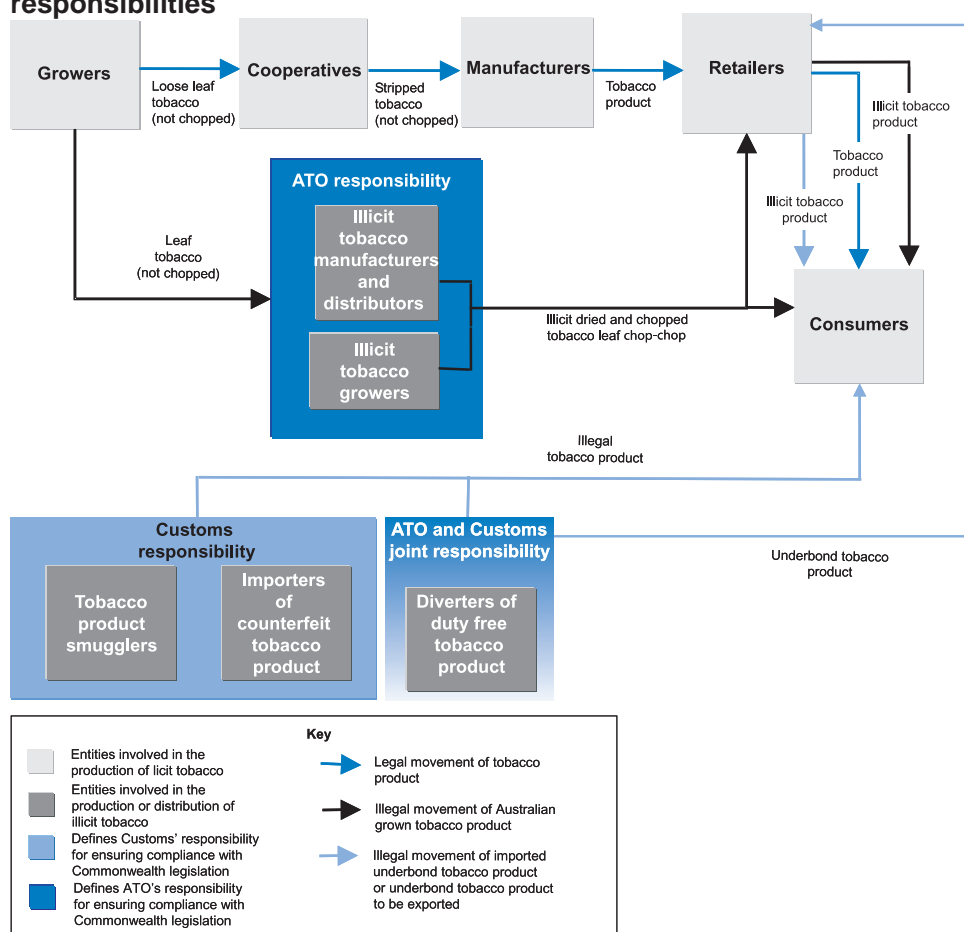 responsibilities
Growers
Cooperatives
Manufacturers
Retailers
Loose leaf
tobacco
(not chopped)
Stripped
tobacco
(not chopped)
Tobacco
product
Illicit tobacco
product
Tobacco
product
Illicit tobacco
product
ATO responsibility
Illicit
tobacco
manufacturers
and
distributors
Illicit
tobacco
growers
Leaf
tobacco
(not chopped)
Illicit dried and chopped
tobacco leaf chop-chop
Consumers
Illegal
tobacco product
Customs
responsibility
Tobacco
product
smugglers
Importers
of
counterfeit
tobacco
product
ATO and Customs
joint responsibility
Diverters of
duty free
tobacco
product
Underbond tobacco
product
Key
Entities involved in the
production of licit tobacco
Entities involved in the
production or distribution of
illicit tobacco
Defines Customs' responsibility
for ensuring compliance with
Commonwealth legislation
Defines ATO's responsibility
for ensuring compliance with
Commonwealth legislation
Legal movement of tobacco
product
Illegal movement of Australian
grown tobacco product
Illegal movement of imported
underbond tobacco product
or underbond tobacco product
to be exported